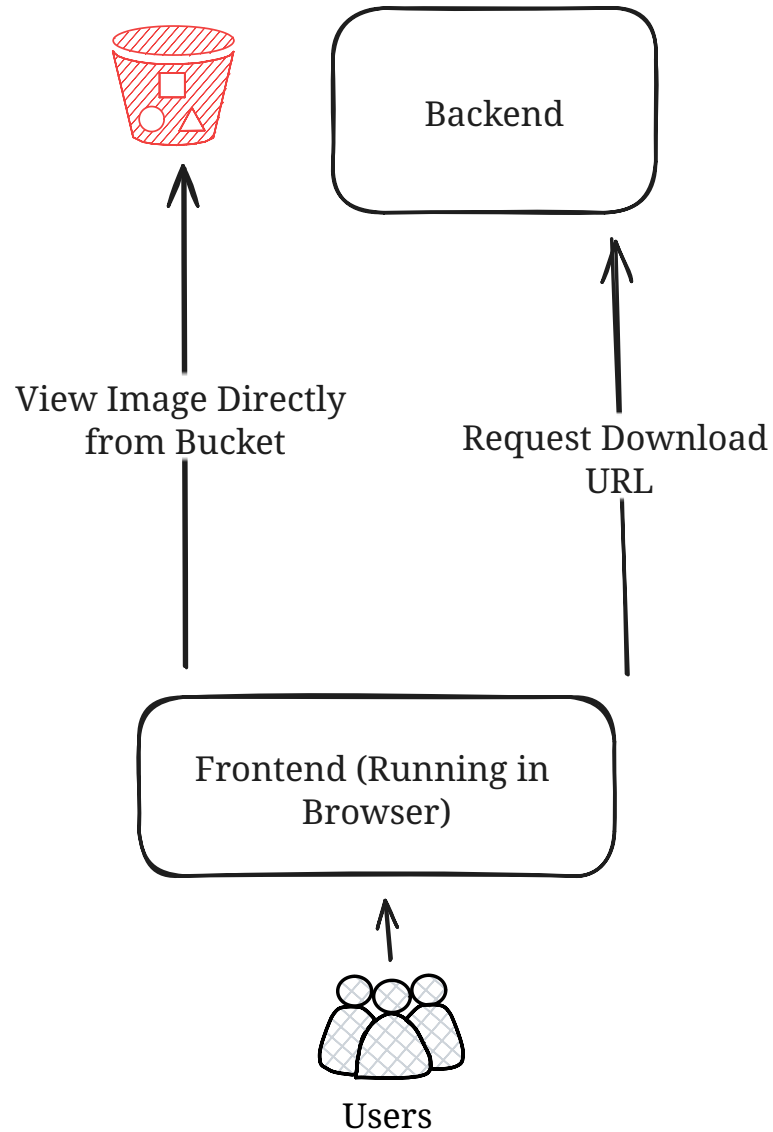 Backend
View Image Directly
from Bucket
Request Download
URL
Frontend (Running in
Browser)
Users